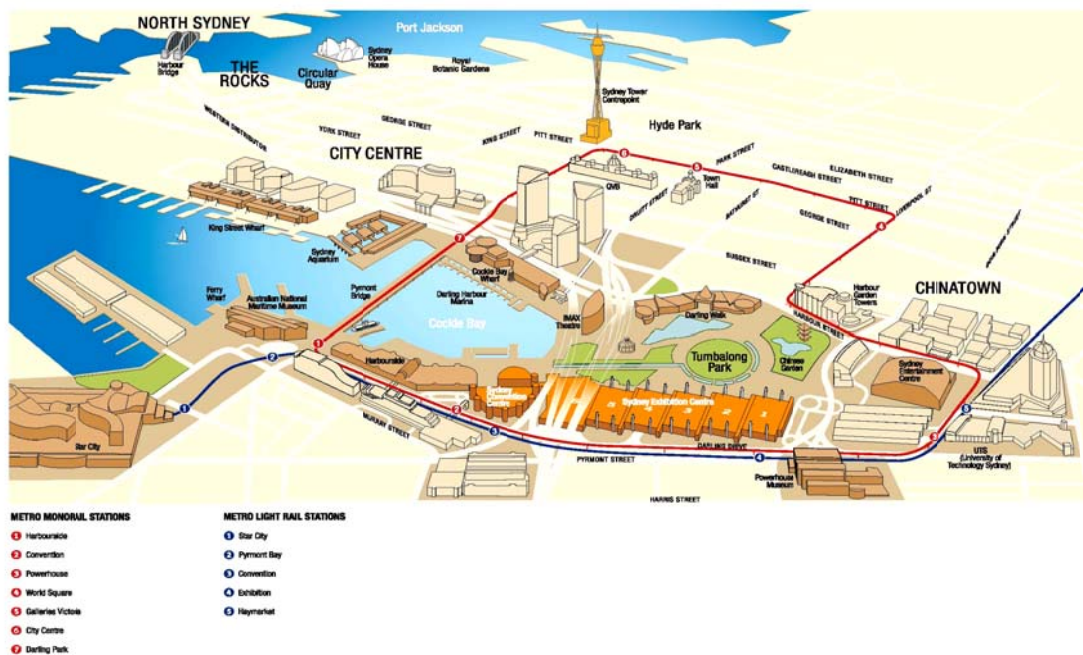 NORTH SYDNEY
Harbour
Bridge
THE
ROCKS
Circular
Quay
Sydney
Opera
House
Port Jackson
Royal
Botanic Gardens
Sydney Tower
Centrepoint
Hyde Park
WESTERN DISTRIBUTOR
YORK STREET
GEORGE STREET
KING STREET
PITT STREET
PARK STREET
CASTLEREAGH STREET
ELIZABETH STREET
PITT STREET
LIVERPOOL ST
GEORGE STREET
CITY CENTRE
QVB
Town
Hall
DRUITT STREET
BATHURST ST
SUSSEX STREET
King Street Wharf
Sydney
Aquarium
Cockle Bay
Wharf
Ferry
Wharf
Australian National
Maritime Museum
Pyrmont
Bridge
Darling Harbour
Marina
IMAX
Theatre
Darling Walk
Harbour
Garden
Towers
CHINATOWN
HARBOUR STREET
Cockle Bay
Harbourside
Tumbalong
Park
Chinese
Garden
Sydney
Entertainment
Centre
Centre
Sydney Exhibition Centre
5 4 3 2 1
Star City
MURRAY STREET
DARLING DRIVE
PYRMONT STREET
Powerhouse
Museum
UTS
(University of
Technology Sydney)
HARRIS STREET
METRO MONORAIL STATIONS
1 Harbourside
2 Convention
3 Powerhouse
4 World Square
5 Galleries Victoria
6 City Centre
7 Darling Park
METRO LIGHT RAIL STATIONS
1 Star City
2 Pyrmont Bay
3 Convention
4 Exhibition
5 Haymarket